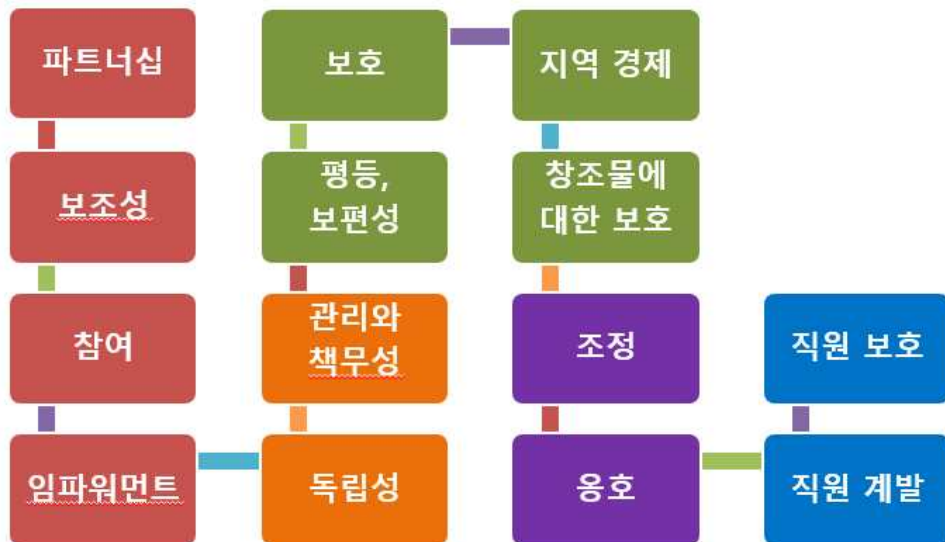 파트너십
보조성
참여
임파워먼트
독립성
관리와
책무성
평등,
보편성
보호
지역 경제
창조물에
대한 보호
조정
옹호
직원 계발
직원 보호